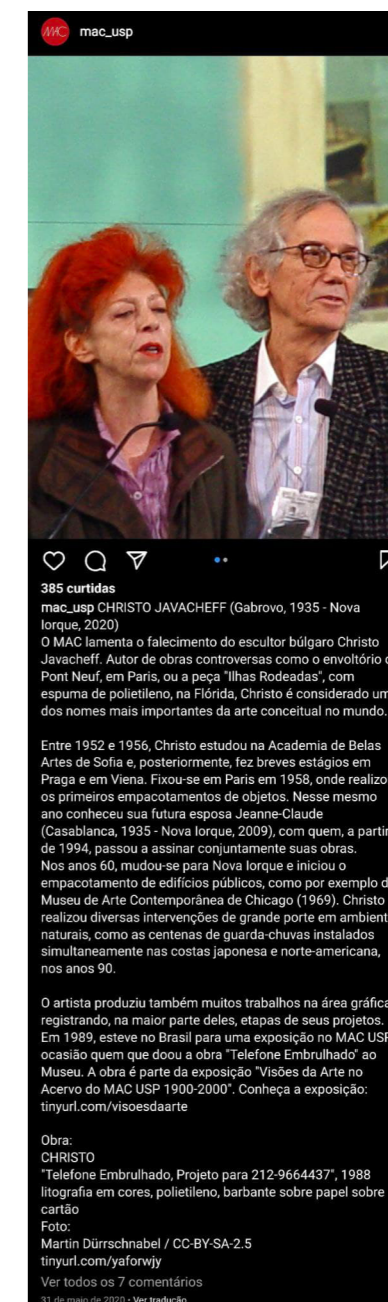 MAC
mac_usp
385 curtidas
mac_usp CHRISTO JAVACHEFF (Gabrovo, 1935 - Nova
Iorque, 2020)
O MAC lamenta o falecimento do escultor búlgaro Christo
Javacheff. Autor de obras controversas como o envoltório
Pont Neuf, em Paris, ou a peça "Ilhas Rodeadas", com
espuma de polietileno, na Flórida, Christo é considerado um
dos nomes mais importantes da arte conceitual no mundo.
Entre 1952 e 1956, Christo estudou na Academia de Belas
Artes de Sofia e, posteriormente, fez breves estágios em
Praga e em Viena. Fixou-se em Paris em 1958, onde realizo
os primeiros empacotamentos de objetos. Nesse mesmo
ano conheceu sua futura esposa Jeanne-Claude
(Casablanca, 1935 - Nova Iorque, 2009), com quem, a partir
de 1994, passou a assinar conjuntamente suas obras.
Nos anos 60, mudou-se para Nova Iorque e iniciou o
empacotamento de edifícios públicos, como por exemplo
Museu de Arte Contemporânea de Chicago (1969). Christo
realizou diversas intervenções de grande porte em ambient
naturais, como as centenas de guarda-chuvas instalados
simultaneamente nas costas japonesa e norte-americana,
nos anos 90.
O artista produziu também muitos trabalhos na área gráfica
registrando, na maior parte deles, etapas de seus projetos.
Em 1989, esteve no Brasil para uma exposição no MAC USP
ocasião quem que doou a obra "Telefone Embrulhado" ao
Museu. A obra é parte da exposição "Visões da Arte no
Acervo do MAC USP 1900-2000". Conheça a exposição:
tinyurl.com/visoesdaarte
Obra:
CHRISTO
"Telefone Embrulhado, Projeto para 212-9664437", 1988
litografia em cores, polietileno, barbante sobre papel sobre
cartão
Foto:
Martin Dürrschnabel / CC-BY-SA-2.5
tinyurl.com/yaforwjy
Ver todos os 7 comentários
31 de maio de 2020 • Ver tradução